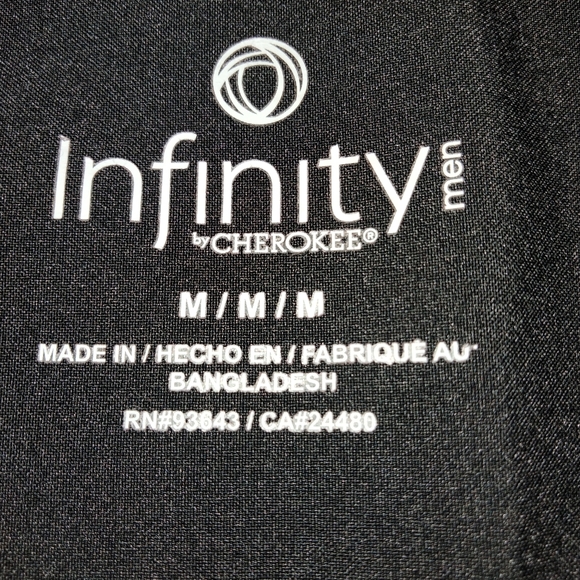 Infinity men
by CHEROKEE®
M / M / M
MADE IN / HECHO EN / FABRIQUÉ AU
BANGLADESH
RN#93643 / CA#24480